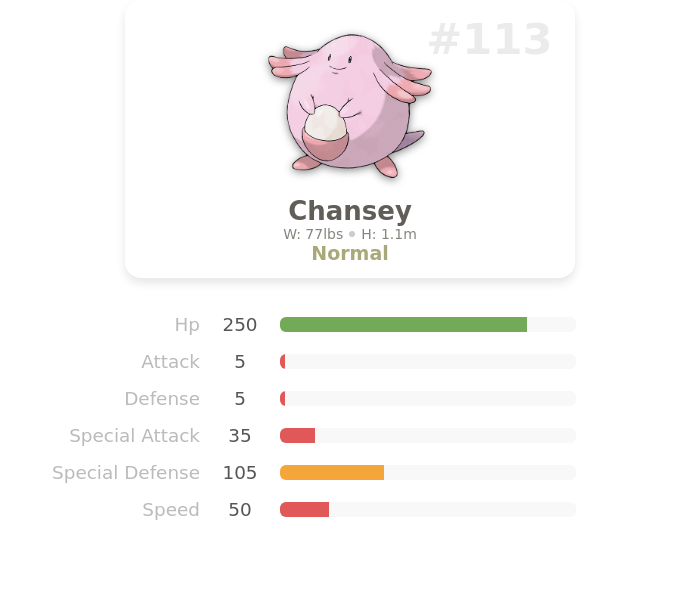 #113
Chansey
W: 77lbs • H: 1.1m
Normal
Hp 250
Attack 5
Defense 5
Special Attack 35
Special Defense 105
Speed 50